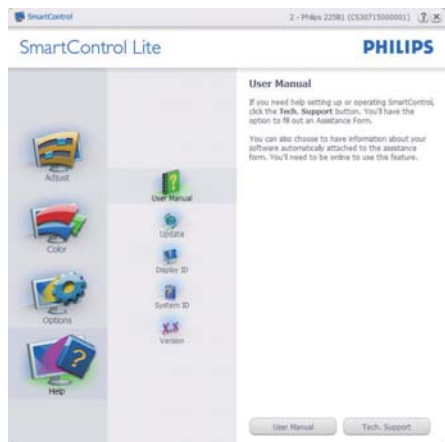 SmartControl
2 - Philips 225B1 (CS30715000001)
SmartControl Lite
PHILIPS
Adjust
Color
Options
Help
User Manual
Update
Display ID
System ID
Version
User Manual
If you need help setting up or operating SmartControl,
click the Tech. Support button. You'll have the
option to fill out an Assistance Form.
You can also choose to have information about your
software automatically attached to the assistance
form. You'll need to be online to use this feature.
User Manual
Tech. Support